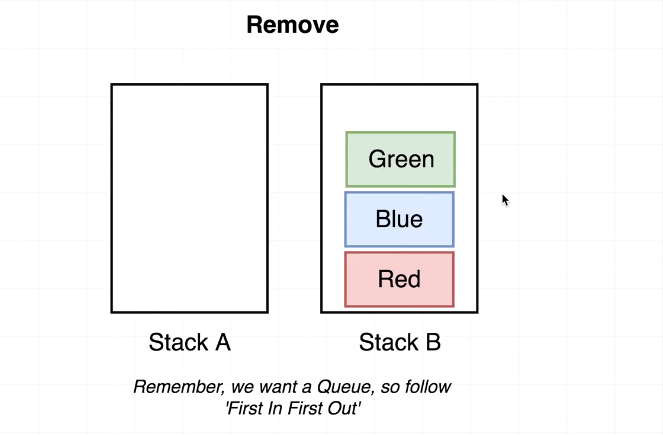 Remove
Green
Blue
Red
Stack A
Stack B
Remember, we want a Queue, so follow
'First In First Out'